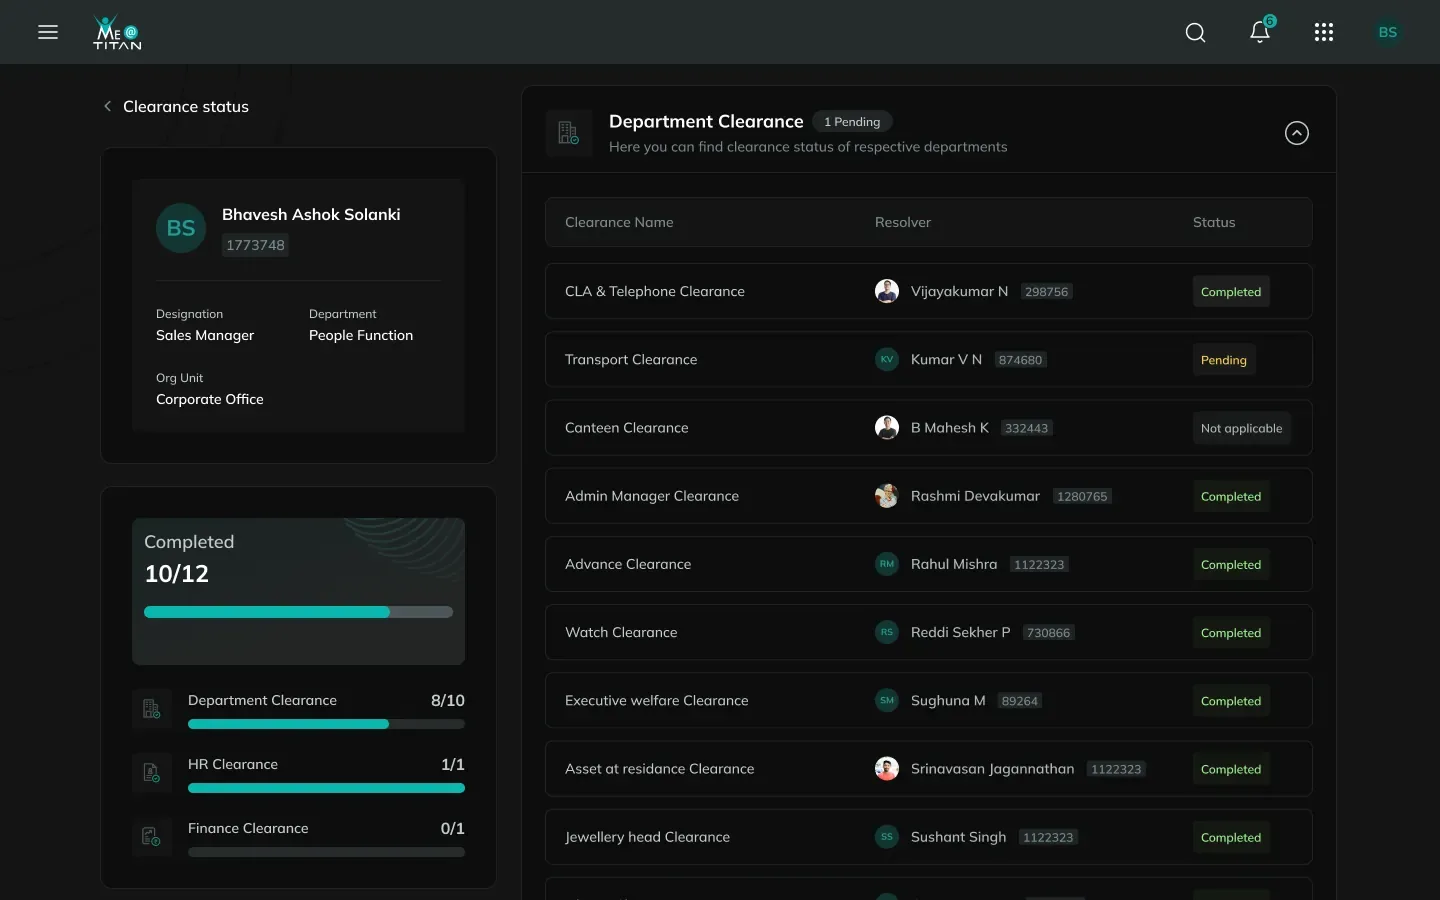 ME @
TITAN
6
BS
Clearance status
BS
Bhavesh Ashok Solanki
1773748
Designation
Sales Manager
Department
People Function
Org Unit
Corporate Office
Completed
10/12
Department Clearance 8/10
HR Clearance 1/1
Finance Clearance 0/1
Department Clearance 1 Pending
Here you can find clearance status of respective departments
Clearance Name Resolver Status
CLA & Telephone Clearance Vijayakumar N 298756 Completed
Transport Clearance KV Kumar V N 874680 Pending
Canteen Clearance B Mahesh K 332443 Not applicable
Admin Manager Clearance Rashmi Devakumar 1280765 Completed
Advance Clearance RM Rahul Mishra 1122323 Completed
Watch Clearance RS Reddi Sekher P 730866 Completed
Executive welfare Clearance SM Sughuna M 89264 Completed
Asset at residance Clearance Srinavasan Jagannathan 1122323 Completed
Jewellery head Clearance SS Sushant Singh 1122323 Completed